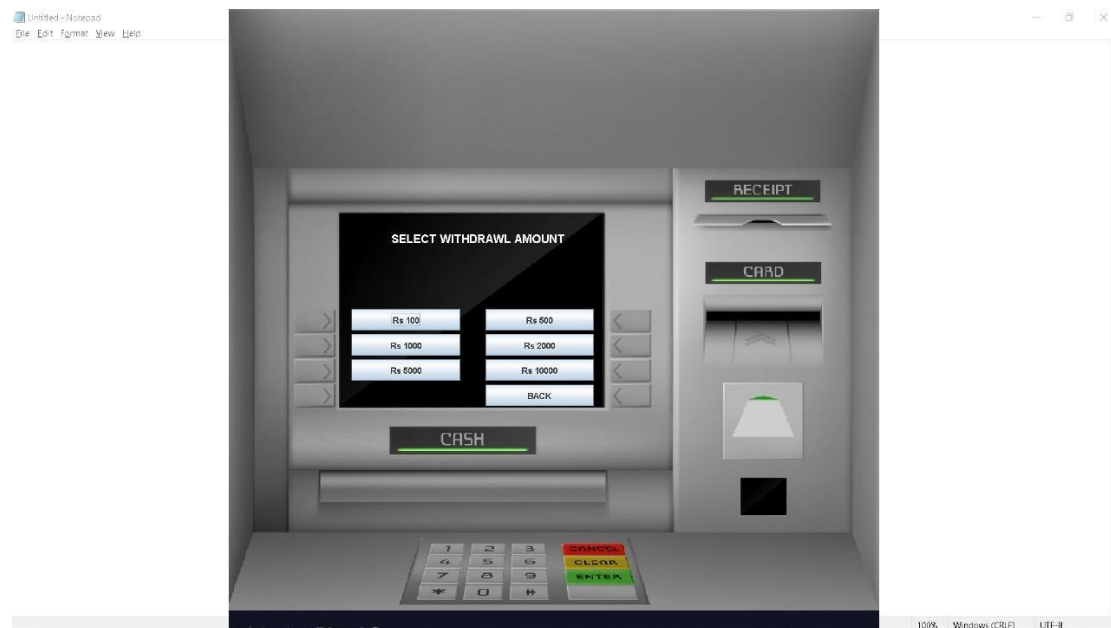 Untitled - Notepad
File Edit Format View Help
RECEIPT
SELECT WITHDRAWL AMOUNT
CARD
Rs 100 Rs 500
Rs 1000 Rs 2000
Rs 5000 Rs 10000
BACK
CASH
1 2 3 CANCEL
4 5 6 CLEAR
7 8 9 ENTER
* 0 #
100% Windows (CRLF) UTF-8